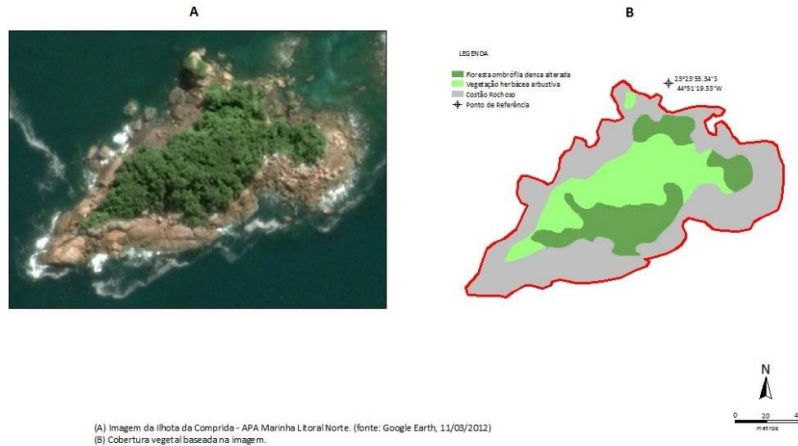 A
B
LEGENDA
Floresta ombrófila densa alterada
Vegetação herbácea arbustiva
Costão Rochoso
Ponto de Referência
23°23'55.34"S
44°51'19.33"W
N
0 20 4
metros
(A) Imagem da Ilhota da Comprida - APA Marinha Litoral Norte. (fonte: Google Earth, 11/03/2012)
(B) Cobertura vegetal baseada na imagem.